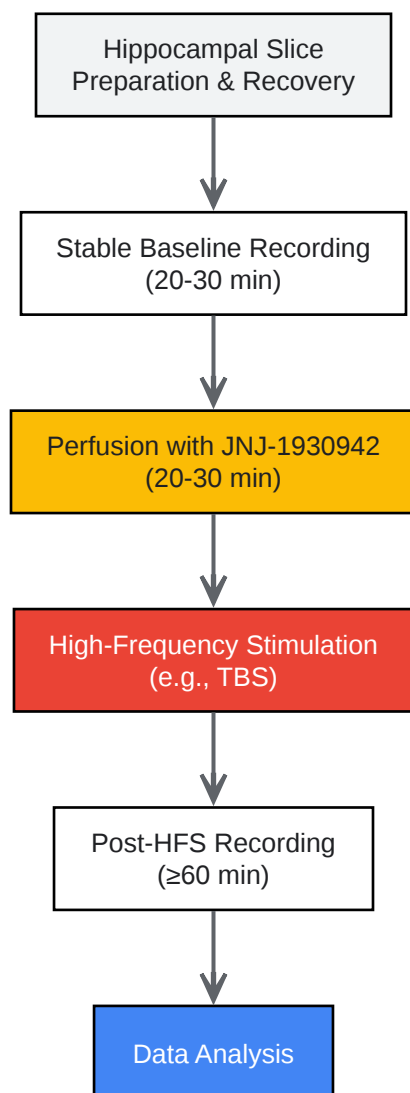 Hippocampal Slice
Preparation & Recovery
Stable Baseline Recording
(20-30 min)
Perfusion with JNJ-1930942
(20-30 min)
High-Frequency Stimulation
(e.g., TBS)
Post-HFS Recording
(≥60 min)
Data Analysis